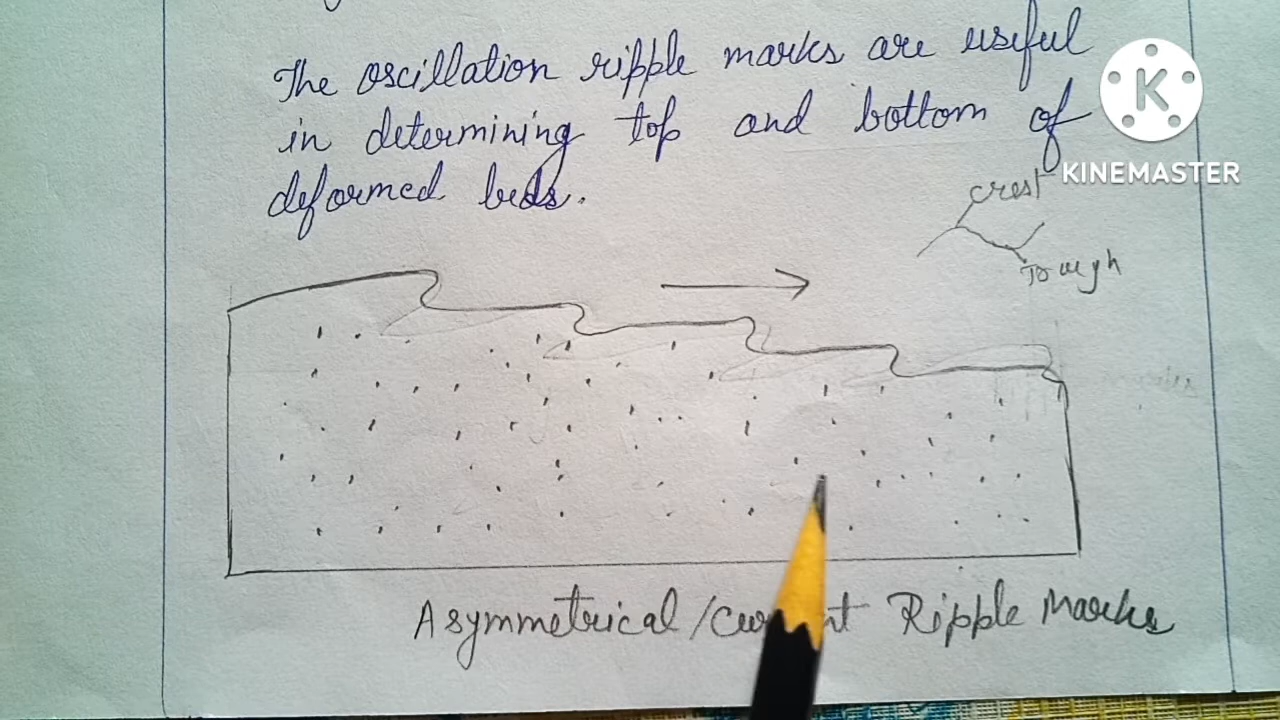 The oscillation ripple marks are useful
in determining top and bottom of
deformed beds.
K
KINEMASTER
crest
Trough
Asymmetrical/Current Ripple Marks